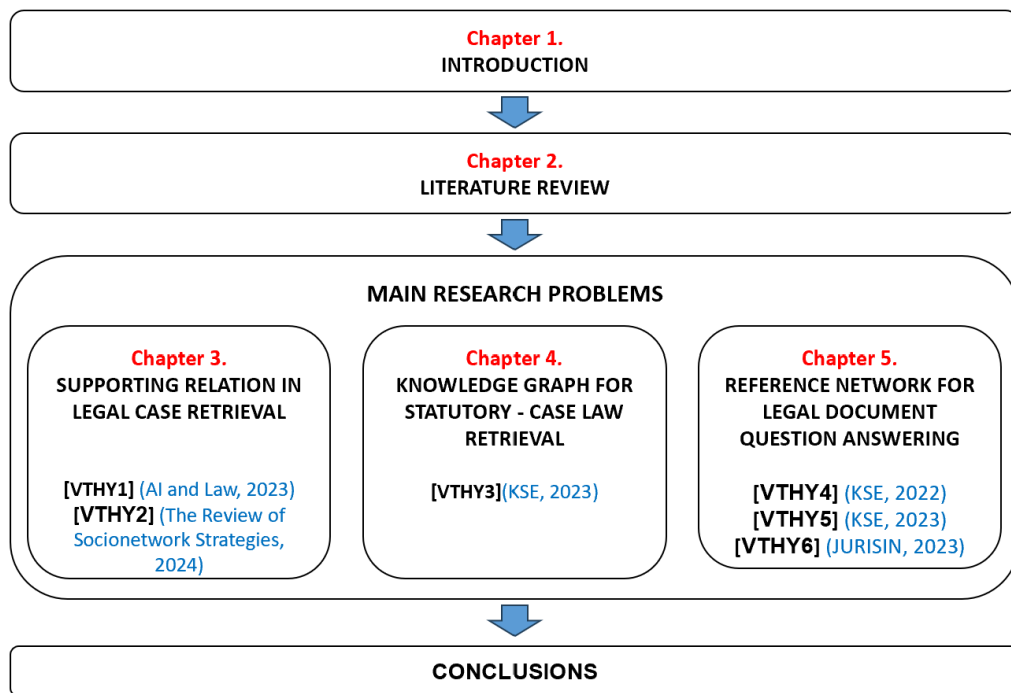 Chapter 1.
INTRODUCTION
Chapter 2.
LITERATURE REVIEW
MAIN RESEARCH PROBLEMS
Chapter 3.
SUPPORTING RELATION IN
LEGAL CASE RETRIEVAL
[VTHY1] (AI and Law, 2023)
[VTHY2] (The Review of
Socionetwork Strategies,
2024)
Chapter 4.
KNOWLEDGE GRAPH FOR
STATUTORY - CASE LAW
RETRIEVAL
[VTHY3](KSE, 2023)
Chapter 5.
REFERENCE NETWORK FOR
LEGAL DOCUMENT
QUESTION ANSWERING
[VTHY4] (KSE, 2022)
[VTHY5] (KSE, 2023)
[VTHY6] (JURISIN, 2023)
CONCLUSIONS